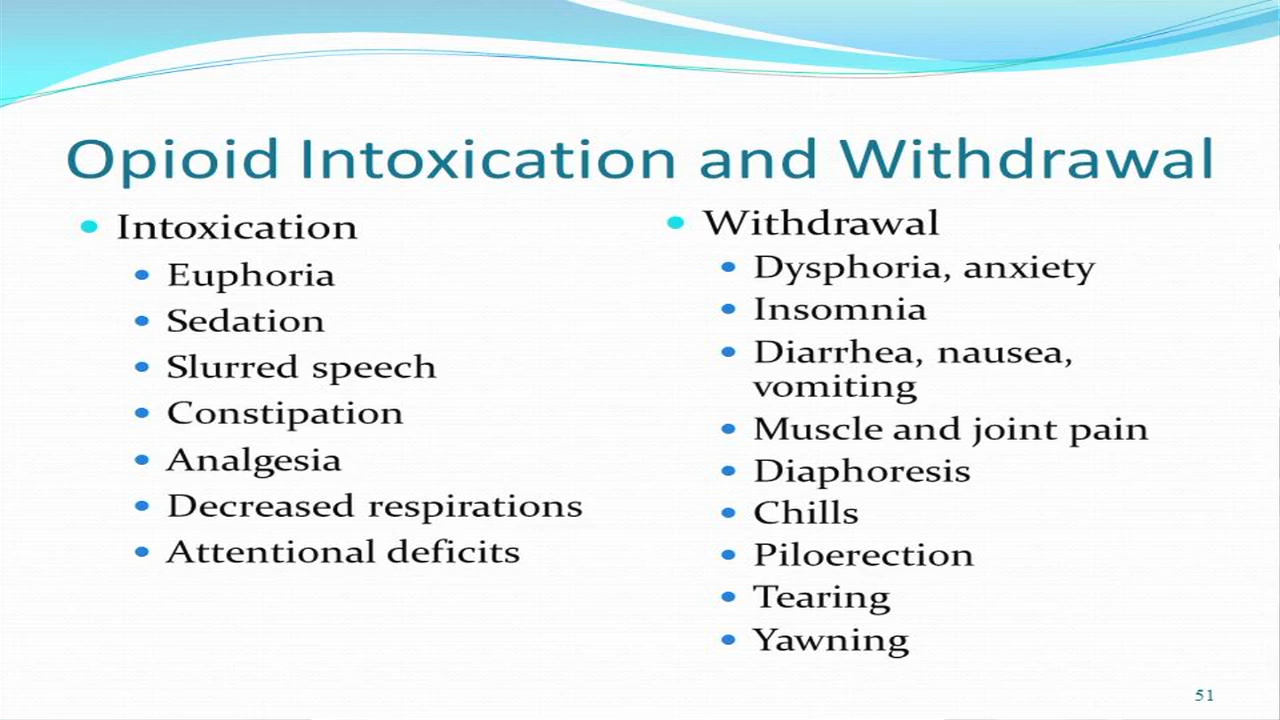 Opioid Intoxication and Withdrawal
Intoxication
Euphoria
Sedation
Slurred speech
Constipation
Analgesia
Decreased respirations
Attentional deficits
Withdrawal
Dysphoria, anxiety
Insomnia
Diarrhea, nausea,
vomiting
Muscle and joint pain
Diaphoresis
Chills
Piloerection
Tearing
Yawning
51